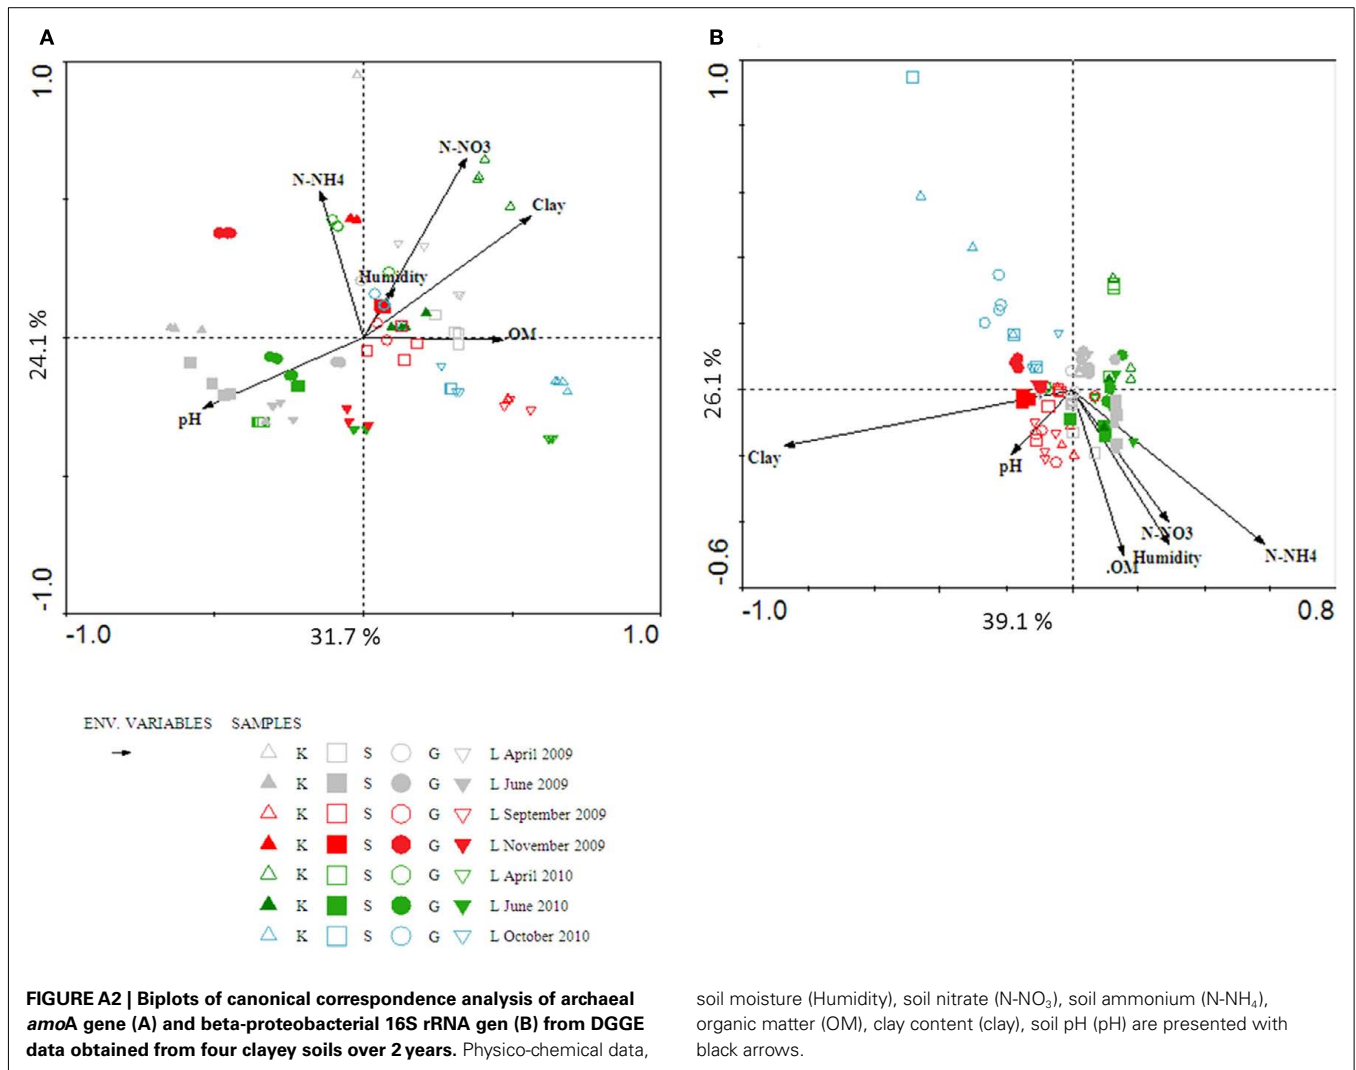 A
B
1.0
24.1 %
-1.0
-1.0
31.7 %
1.0
N-NO3
N-NH4
Clay
Humidity
.OM
pH
1.0
26.1 %
-0.6
-1.0
39.1 %
0.8
Clay
pH
N-NO3
Humidity
.OM
N-NH4
ENV. VARIABLES SAMPLES
K S G L April 2009
K S G L June 2009
K S G L September 2009
K S G L November 2009
K S G L April 2010
K S G L June 2010
K S G L October 2010
FIGURE A2 | Biplots of canonical correspondence analysis of archaeal
amoA gene (A) and beta-proteobacterial 16S rRNA gen (B) from DGGE
data obtained from four clayey soils over 2 years. Physico-chemical data,
soil moisture (Humidity), soil nitrate (N-NO₃), soil ammonium (N-NH₄),
organic matter (OM), clay content (clay), soil pH (pH) are presented with
black arrows.